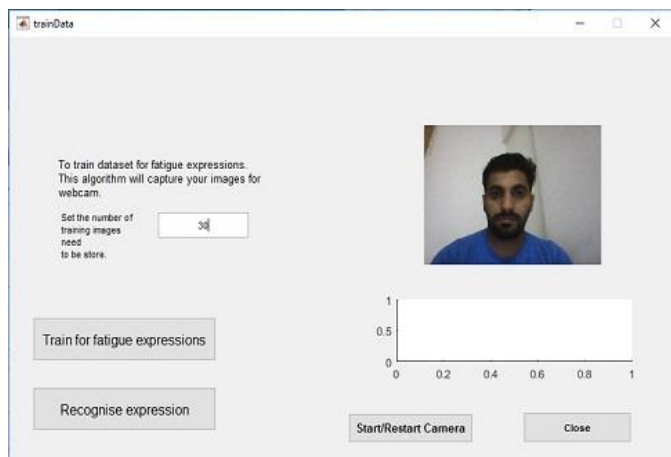 trainData
To train dataset for fatigue expressions.
This algorithm will capture your images for
webcam.
Set the number of
training images
need
to be store.
30
Train for fatigue expressions
Recognise expression
1
0.5
0
0 0.2 0.4 0.6 0.8 1
Start/Restart Camera
Close